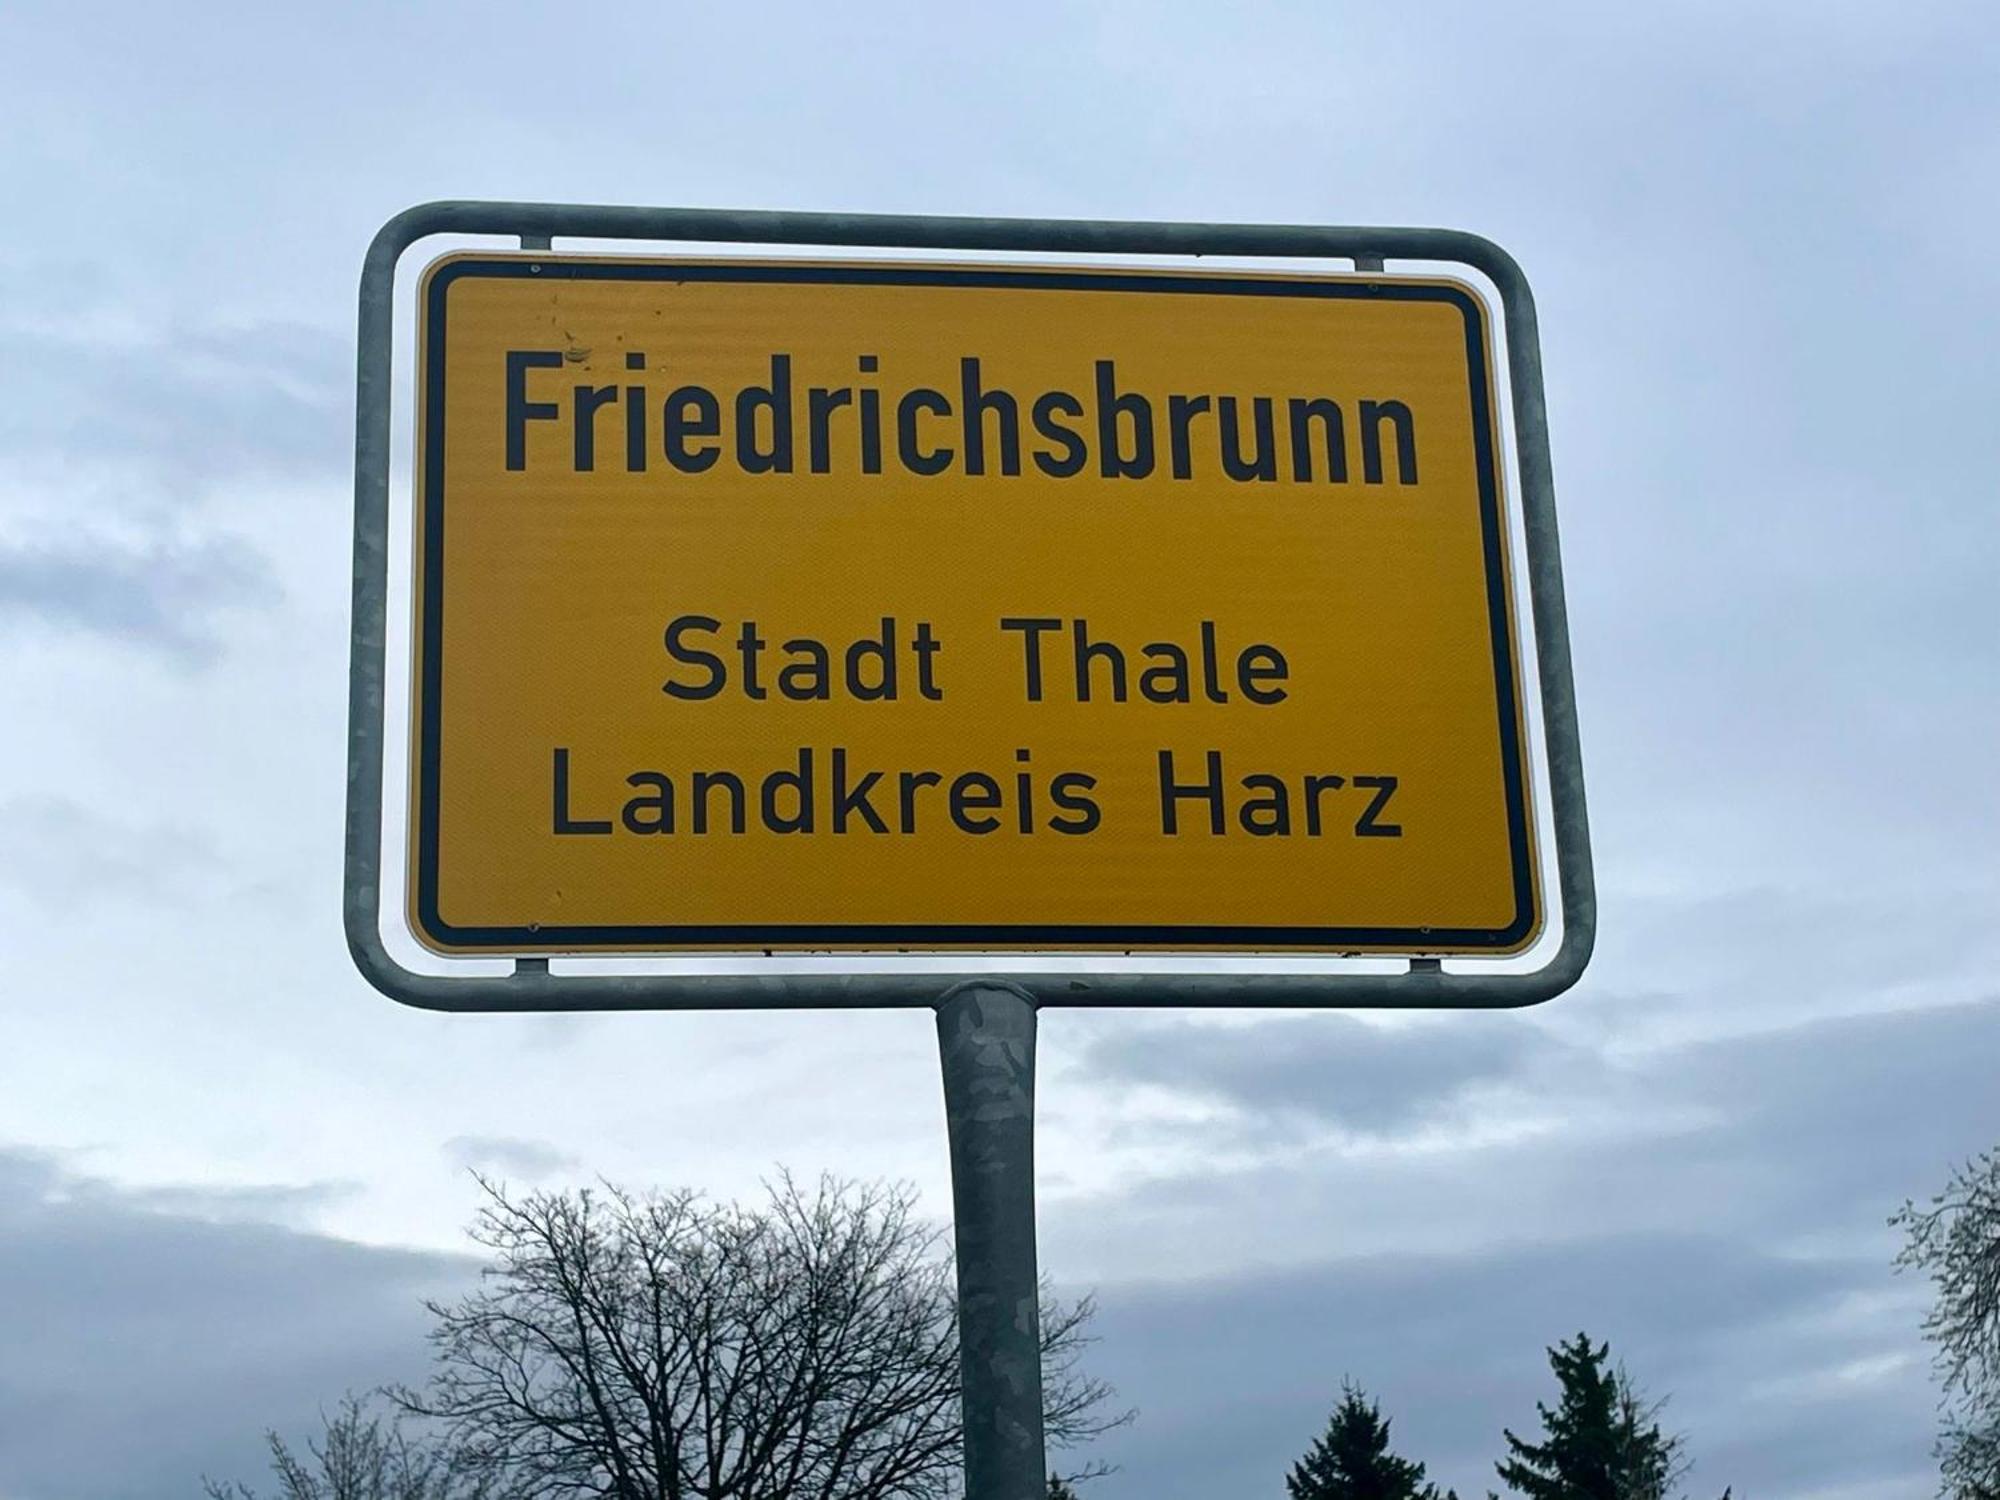 Friedrichsbrunn
Stadt Thale
Landkreis Harz